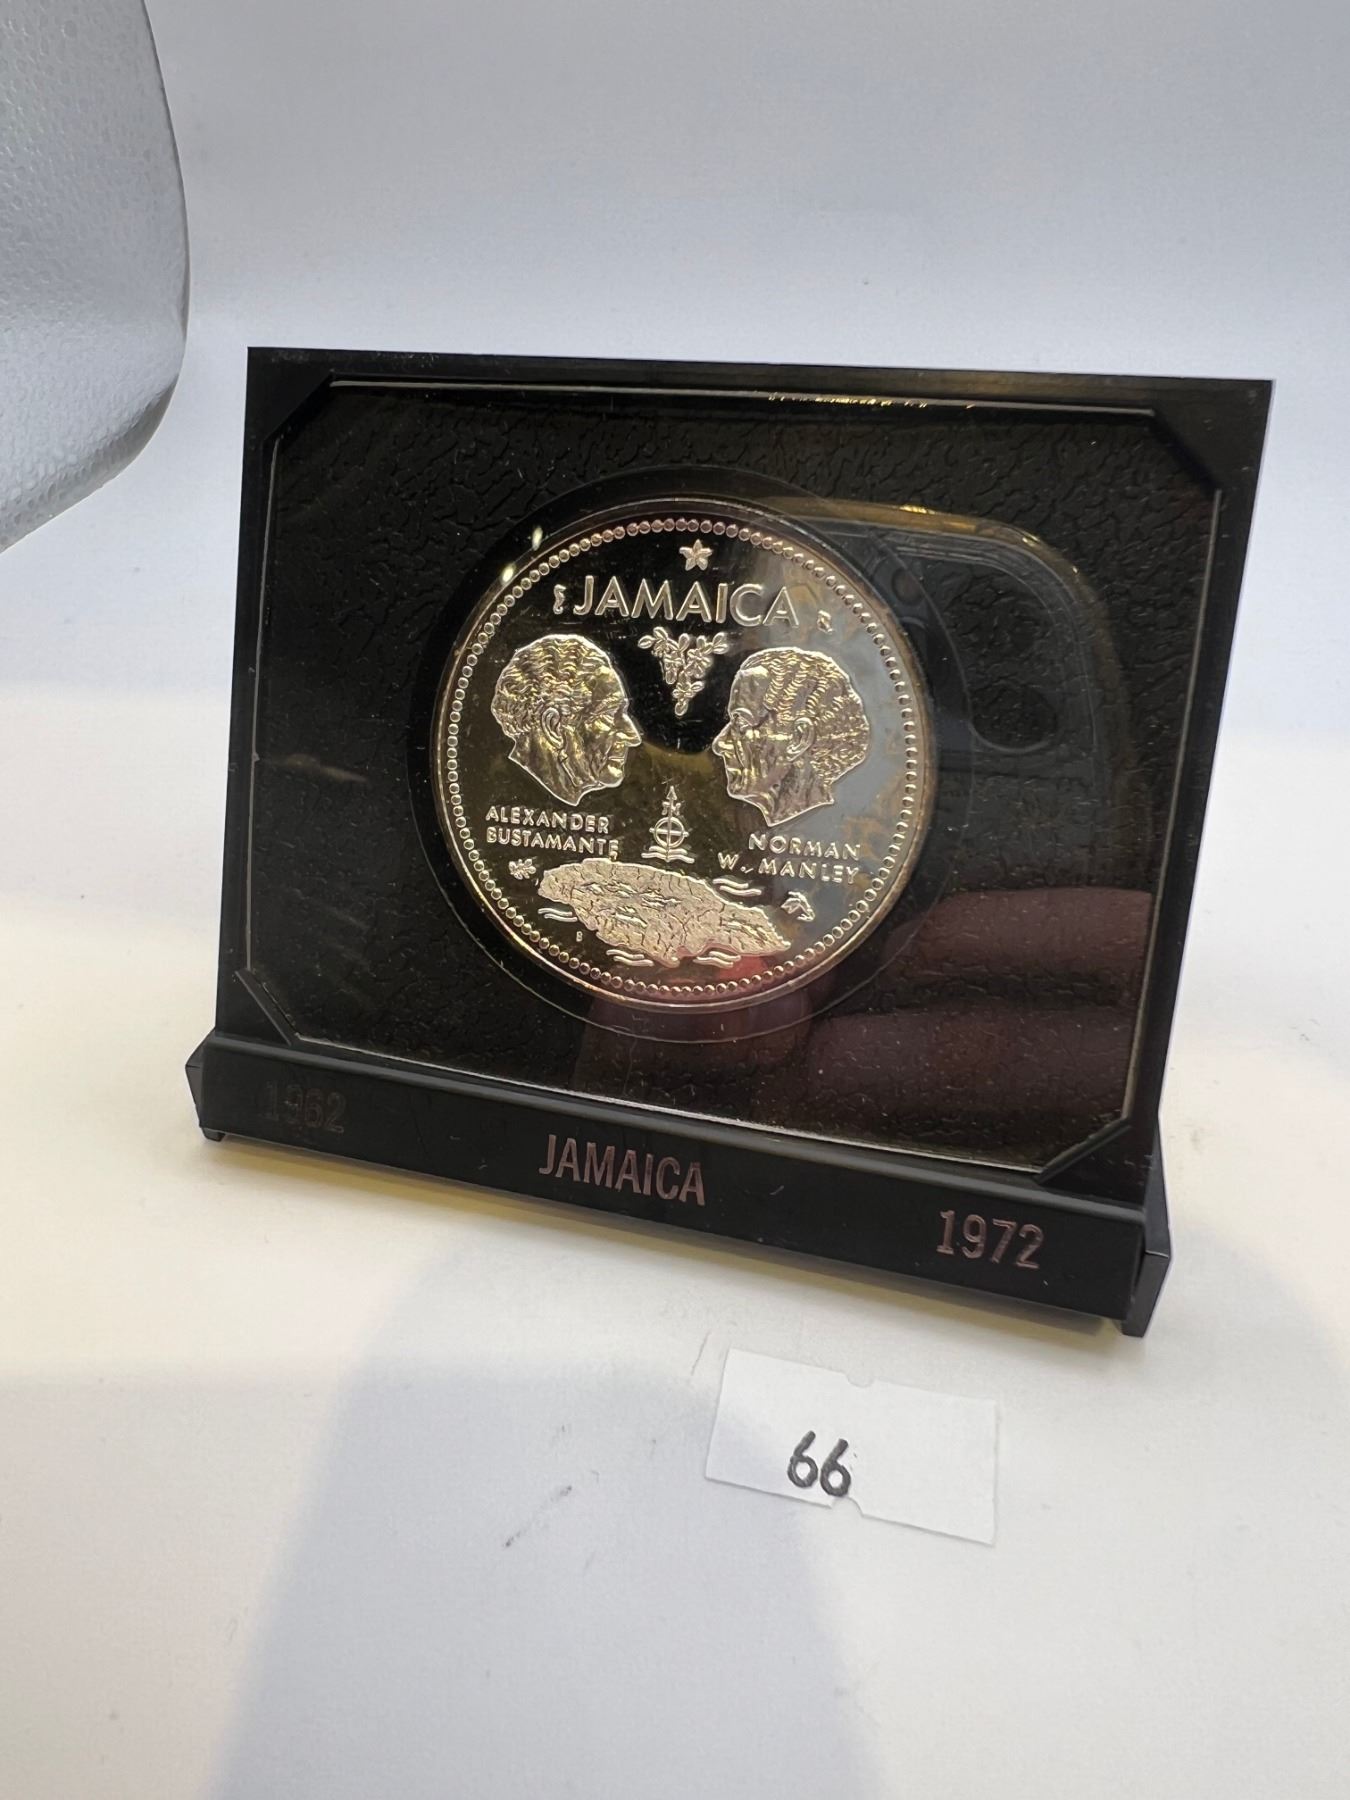 JAMAICA
ALEXANDER
BUSTAMANTE
NORMAN
W. MANLEY
B
1962
JAMAICA
1972
66